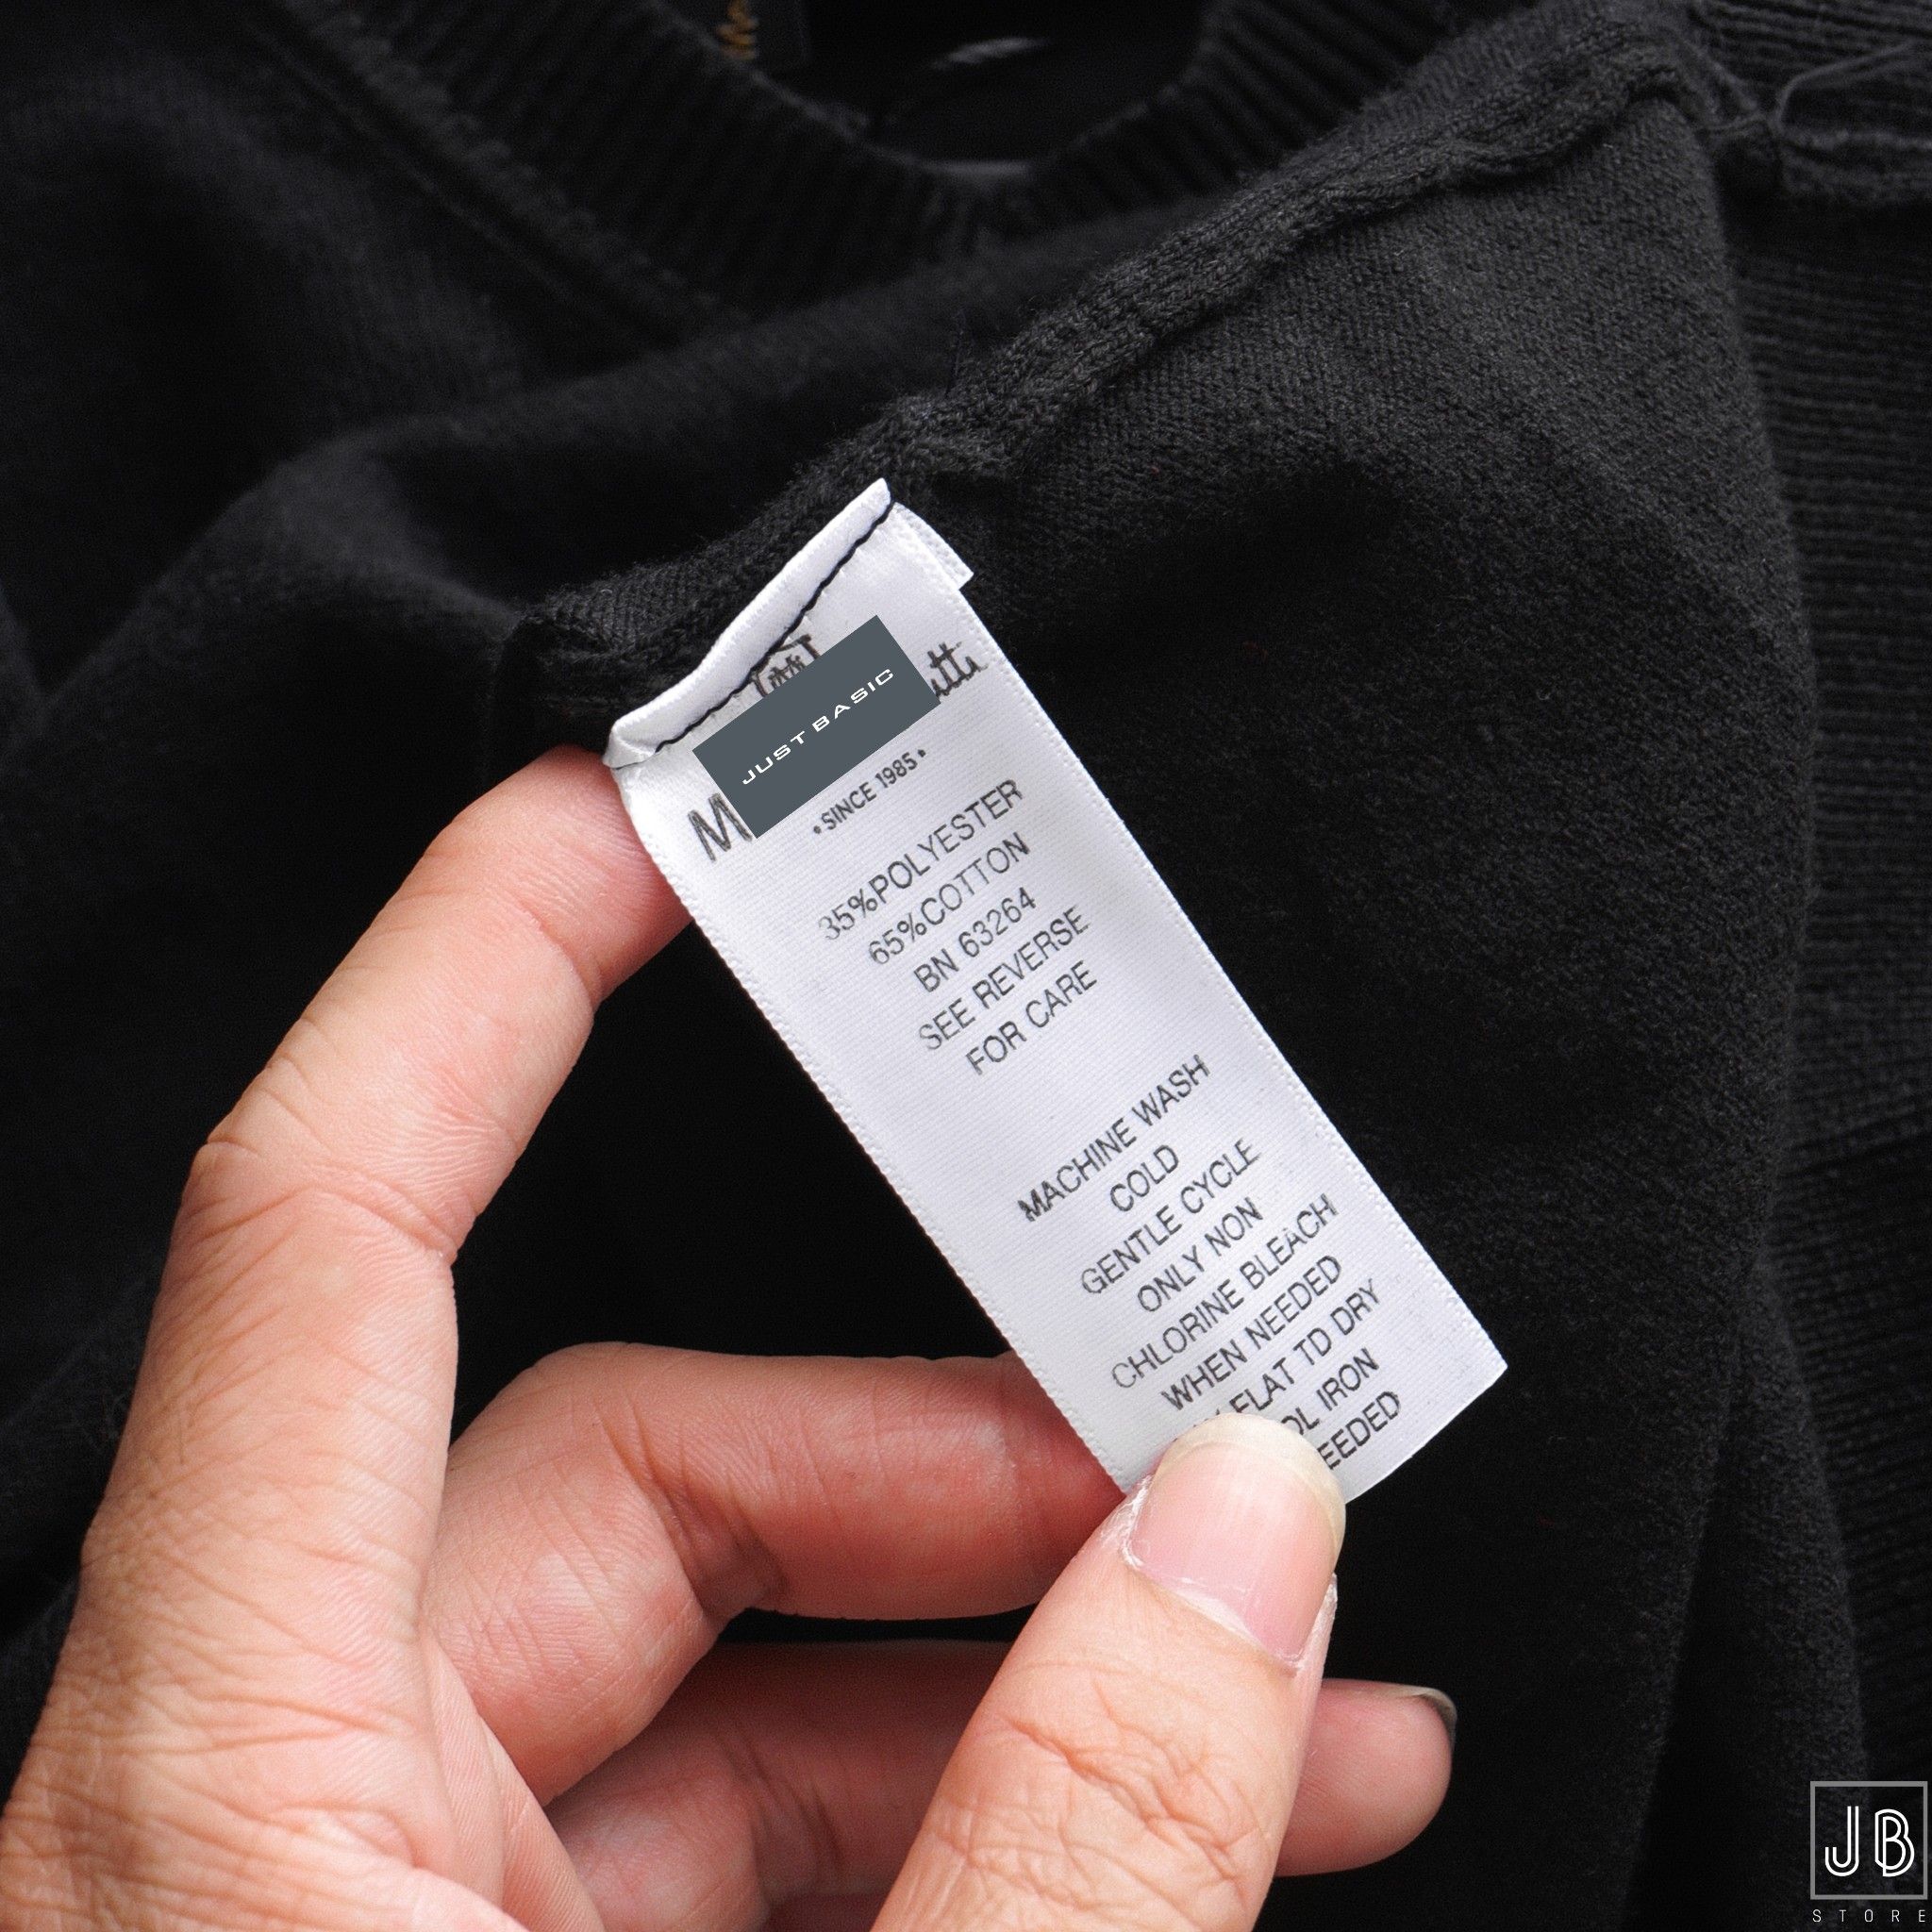 JUST BASIC
M
•SINCE 1985•
35%POLYESTER
65%COTTON
BN 63264
SEE REVERSE
FOR CARE
MACHINE WASH
COLD
GENTLE CYCLE
ONLY NON
CHLORINE BLEACH
WHEN NEEDED
FLAT TD DRY
IRON
JB
STORE